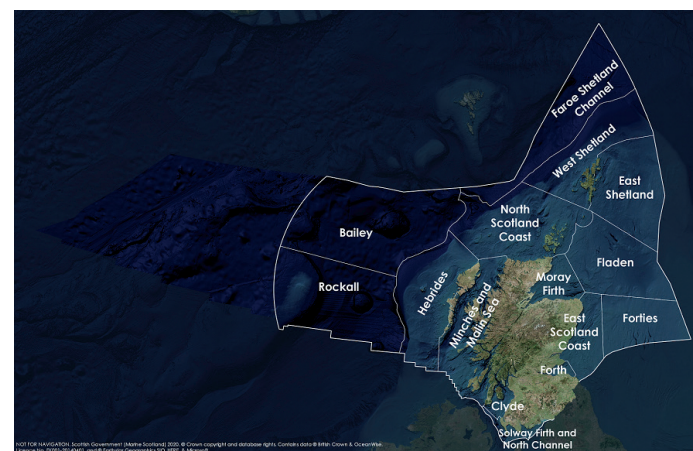 Faroe Shetland
Channel
West Shetland
East
Shetland
North
Scotland
Coast
Bailey
Fladen
Rockall
Hebrides
Minches and
Malin Sea
Moray
Firth
East
Scotland
Coast
Forties
Forth
Clyde
Solway Firth and
North Channel
NOT FOR NAVIGATION. Scottish Government (Marine Scotland) 2020. © Crown copyright and database rights. Contains data © British Crown & OceanWise.